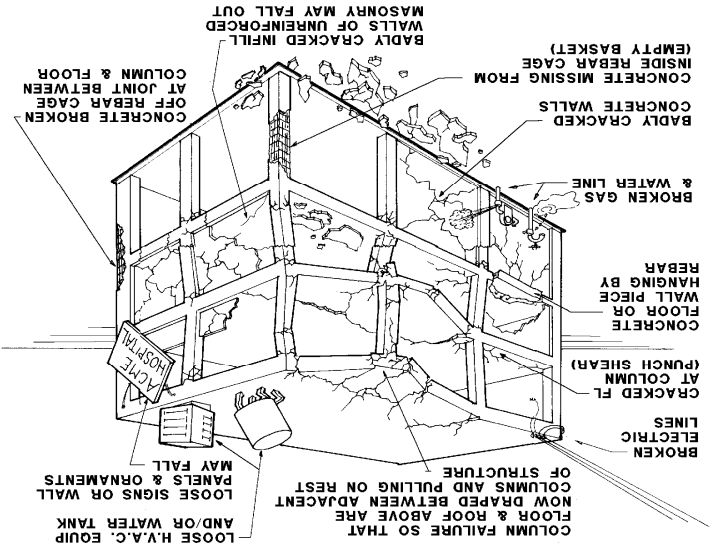 LOOSE H.V.A.C. EQUIP
AND/OR WATER TANK
COLUMN FAILURE SO THAT
FLOOR & ROOF ABOVE ARE
NOW DRAPED BETWEEN ADJACENT
COLUMNS AND PULLING ON REST
OF STRUCTURE
LOOSE SIGNS OR WALL
PANELS & ORNAMENTS
MAY FALL
BROKEN
ELECTRIC
LINES
ACME
HOSPITAL
CRACKED FL
AT COLUMN
(PUNCH SHEAR)
CONCRETE
FLOOR OR
WALL PIECE
HANGING BY
REBAR
BROKEN GAS
& WATER LINE
BADLY CRACKED
CONCRETE WALLS
CONCRETE BROKEN
OFF REBAR CAGE
AT JOINT BETWEEN
COLUMN & FLOOR
CONCRETE MISSING FROM
INSIDE REBAR CAGE
(EMPTY BASKET)
BADLY CRACKED INFILL
WALLS OF UNREINFORCED
MASONRY MAY FALL OUT